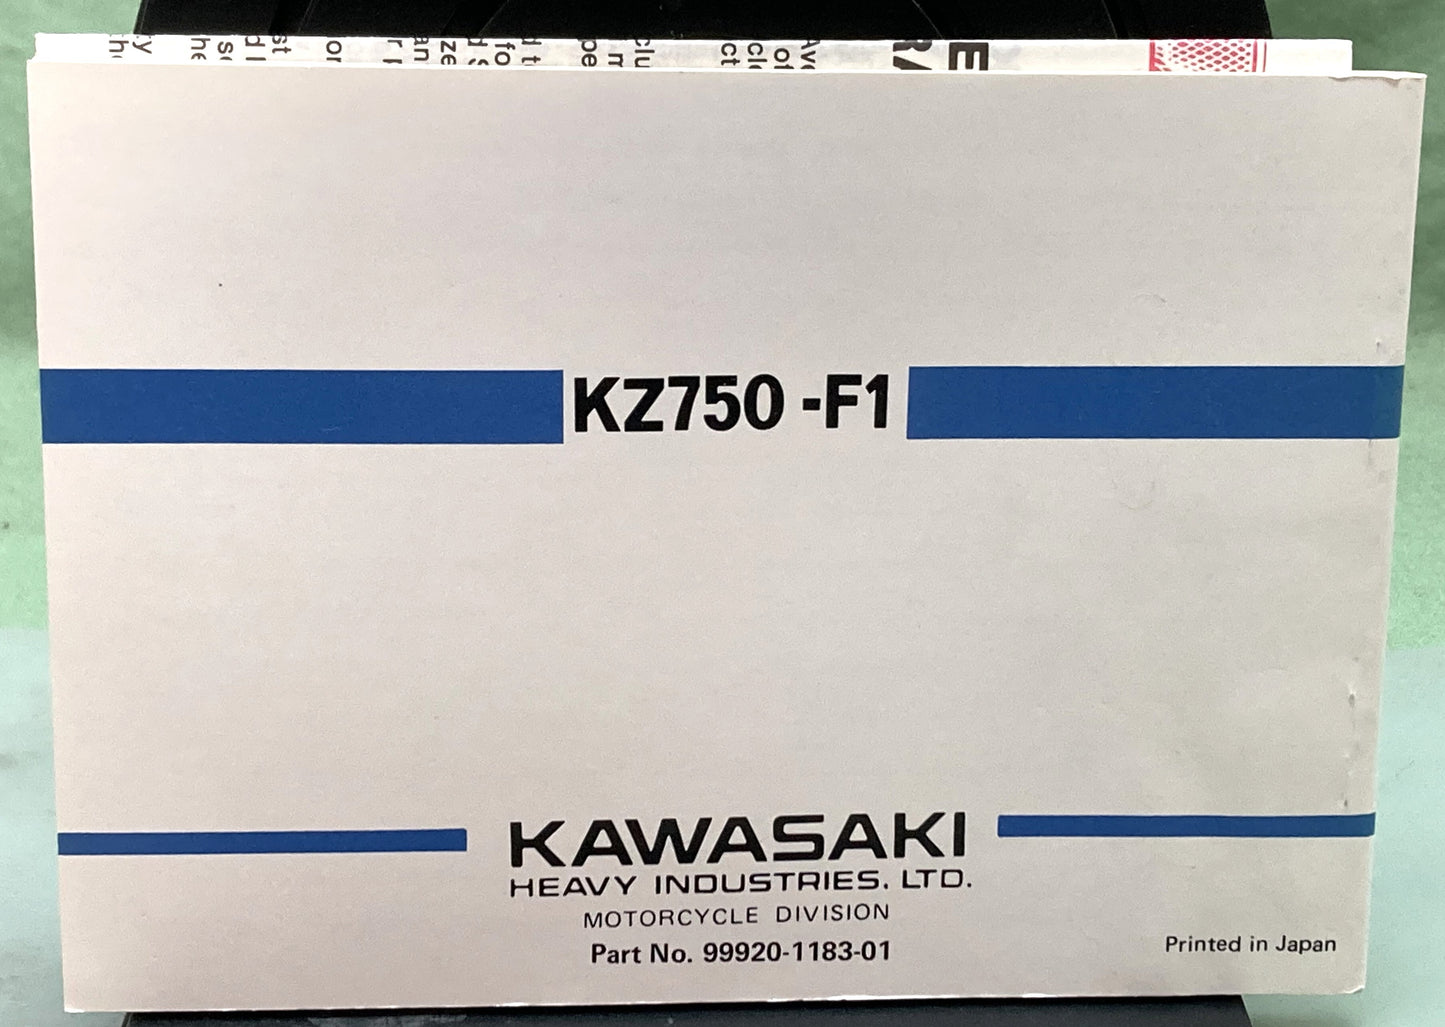 KZ750 -F1
KAWASAKI
HEAVY INDUSTRIES. LTD.
MOTORCYCLE DIVISION
Part No. 99920-1183-01
Printed in Japan